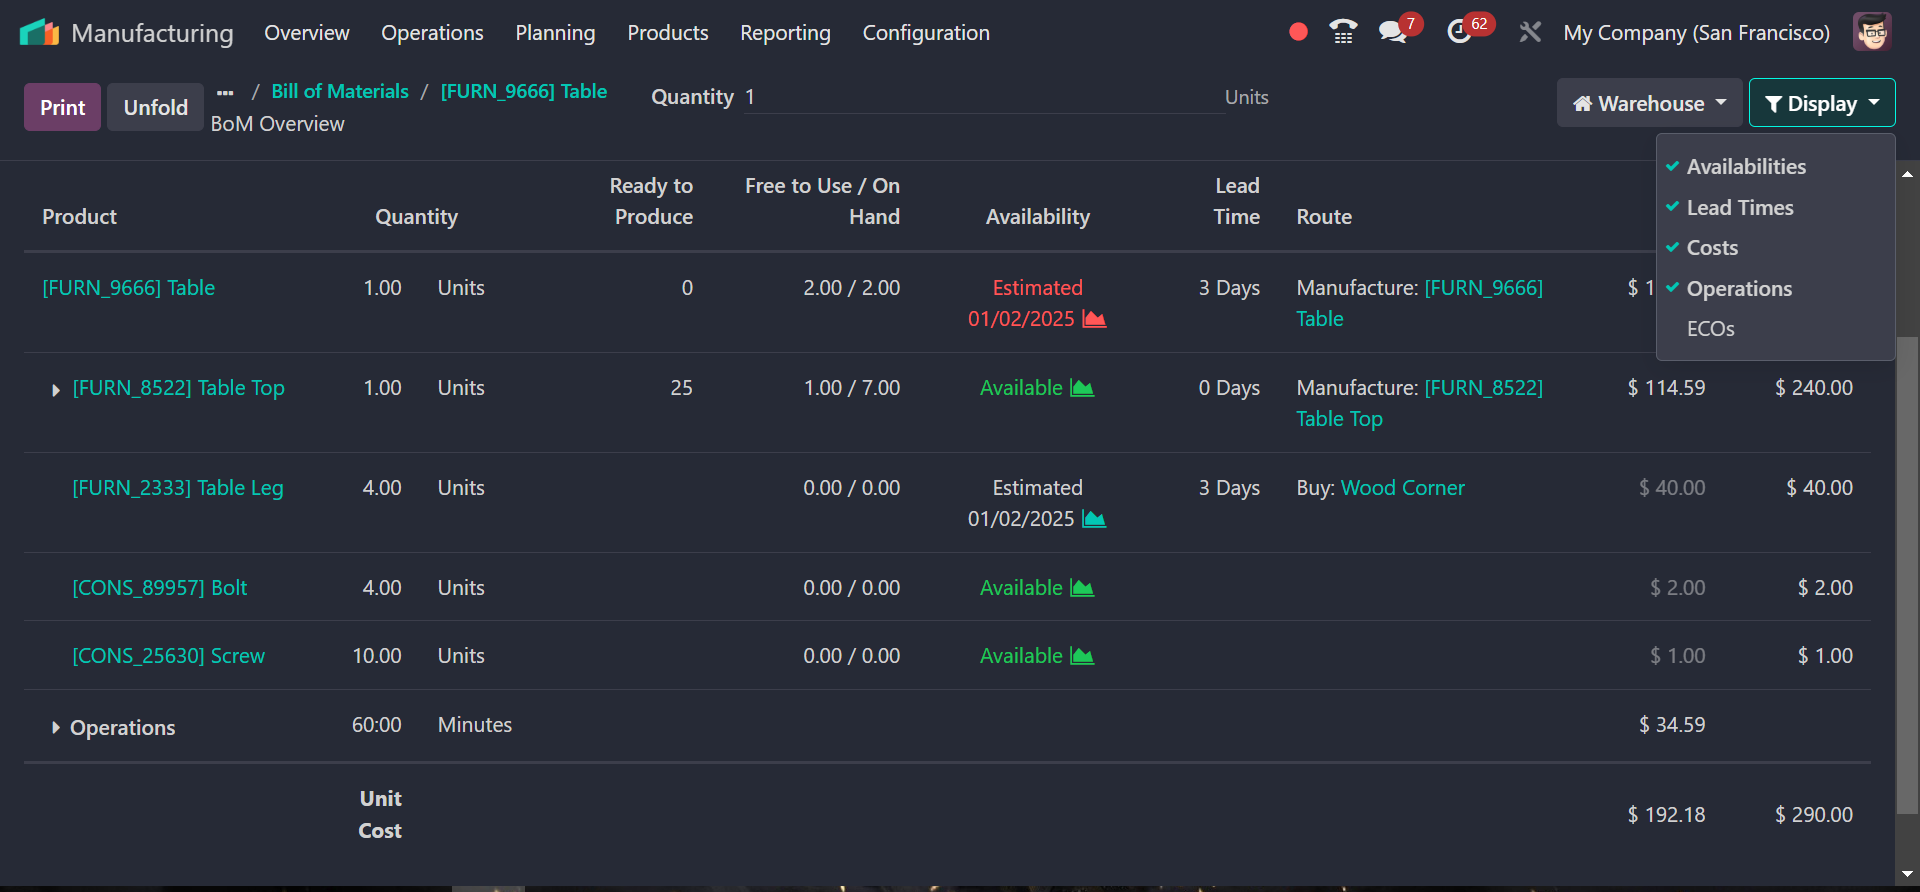 Manufacturing Overview Operations Planning Products Reporting Configuration 7 62 My Company (San Francisco)
Print Unfold ••• / Bill of Materials / [FURN_9666] Table Quantity 1 Units Warehouse Display
BoM Overview
Availabilities
Lead Times
Costs
Operations
ECOs
Ready to Free to Use / On Lead
Product Quantity Produce Hand Availability Time Route
[FURN_9666] Table 1.00 Units 0 2.00 / 2.00 Estimated 3 Days Manufacture: [FURN_9666] $ 1
01/02/2025 Table
[FURN_8522] Table Top 1.00 Units 25 1.00 / 7.00 Available 0 Days Manufacture: [FURN_8522] $ 114.59 $ 240.00
Table Top
[FURN_2333] Table Leg 4.00 Units 0.00 / 0.00 Estimated 3 Days Buy: Wood Corner $ 40.00 $ 40.00
01/02/2025
[CONS_89957] Bolt 4.00 Units 0.00 / 0.00 Available $ 2.00 $ 2.00
[CONS_25630] Screw 10.00 Units 0.00 / 0.00 Available $ 1.00 $ 1.00
Operations 60:00 Minutes $ 34.59
Unit
Cost $ 192.18 $ 290.00